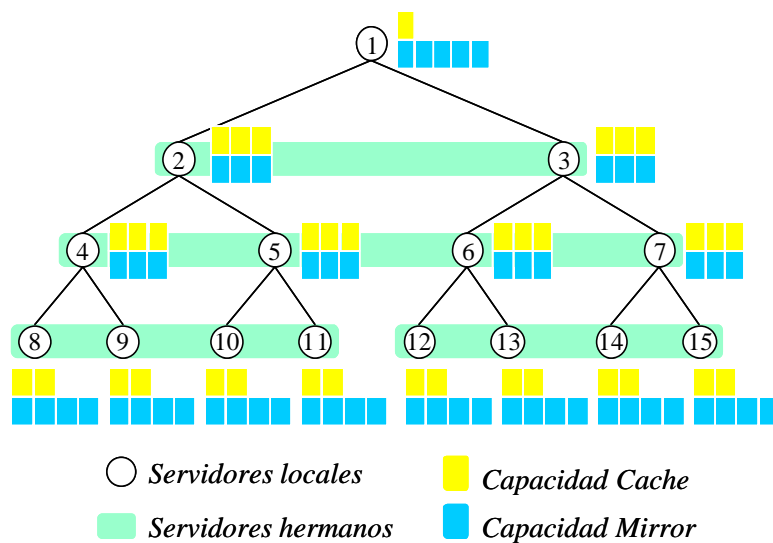 1
2 3
4 5 6 7
8 9 10 11 12 13 14 15
Servidores locales
Capacidad Cache
Servidores hermanos
Capacidad Mirror